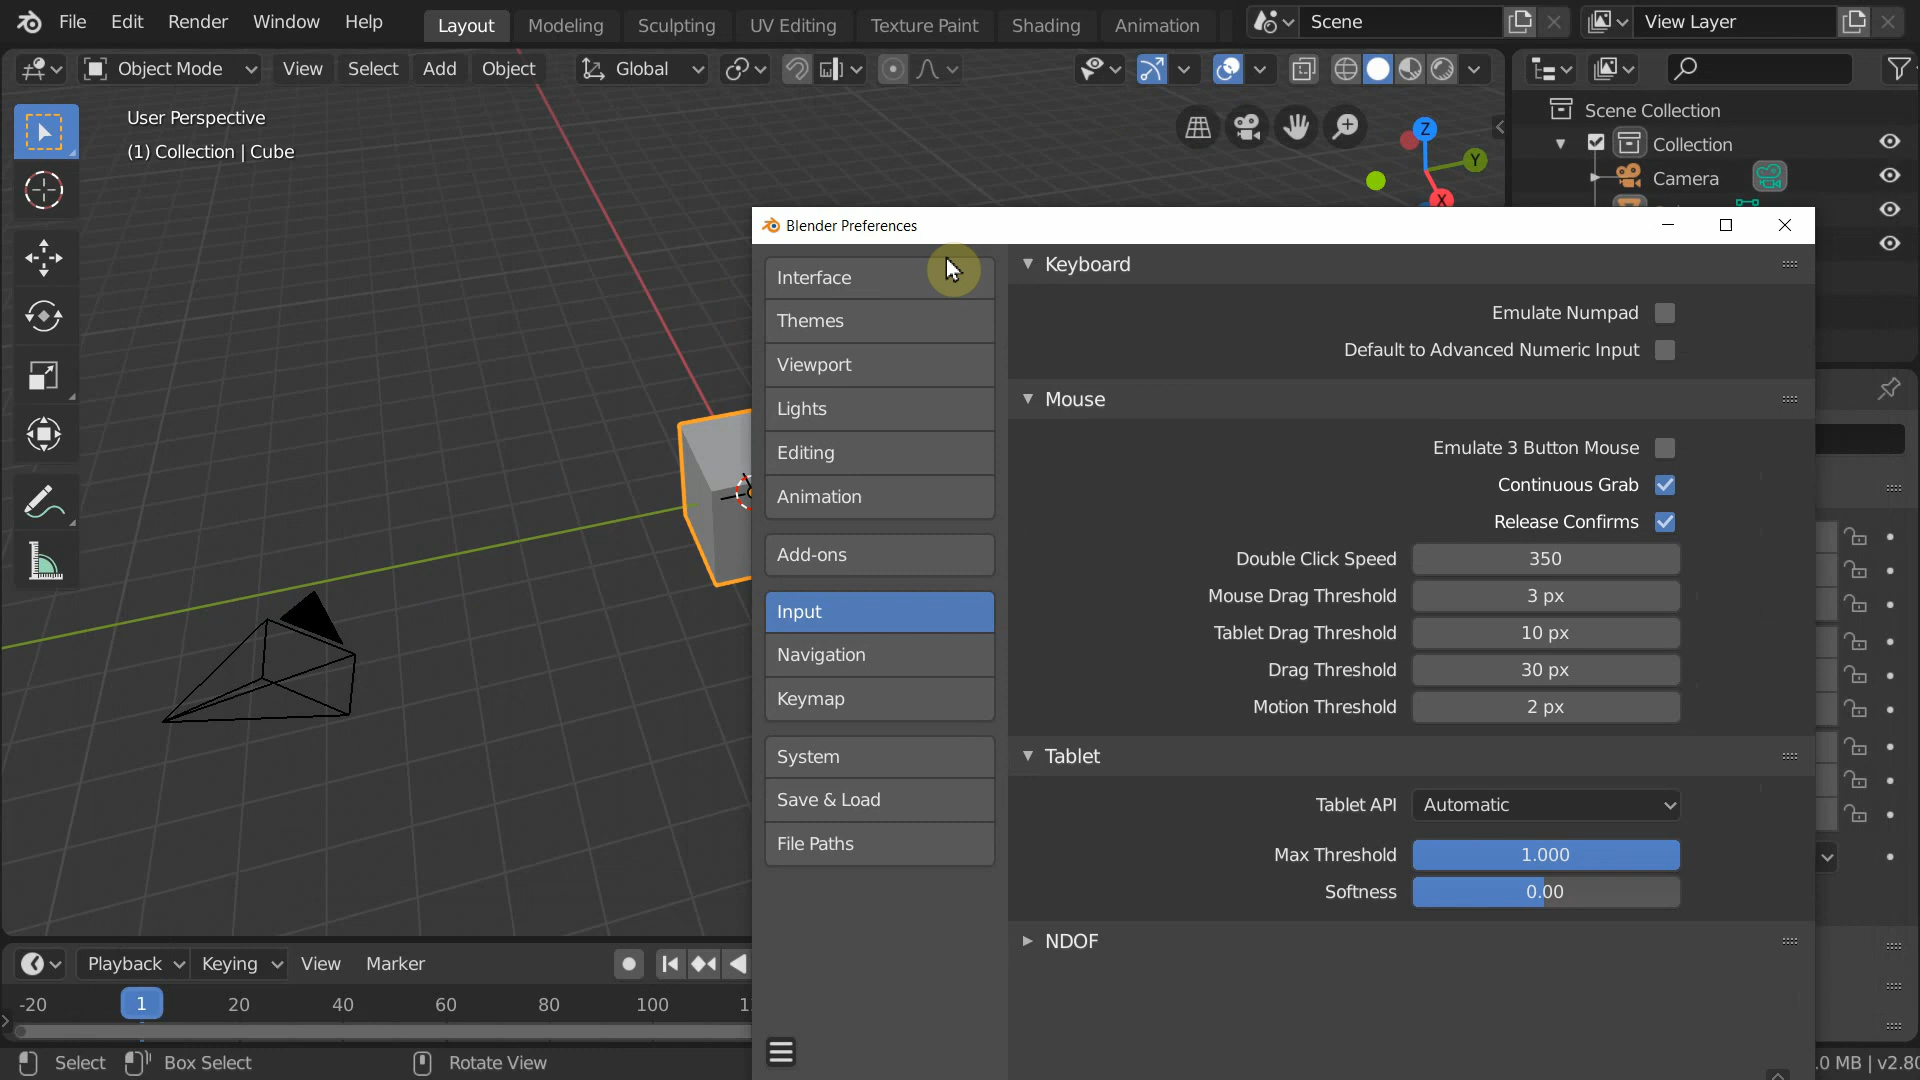 File Edit Render Window Help Layout Modeling Sculpting UV Editing Texture Paint Shading Animation Scene View Layer
Object Mode View Select Add Object Global
User Perspective
(1) Collection | Cube
Z
Y
X
Scene Collection
Collection
Camera
Blender Preferences
Interface
Themes
Viewport
Lights
Editing
Animation
Add-ons
Input
Navigation
Keymap
System
Save & Load
File Paths
Keyboard
Emulate Numpad
Default to Advanced Numeric Input
Mouse
Emulate 3 Button Mouse
Continuous Grab
Release Confirms
Double Click Speed 350
Mouse Drag Threshold 3 px
Tablet Drag Threshold 10 px
Drag Threshold 30 px
Motion Threshold 2 px
Tablet
Tablet API Automatic
Max Threshold 1.000
Softness 0.00
NDOF
Playback Keying View Marker
-20 1 20 40 60 80 100
Select Box Select Rotate View
.0 MB | v2.80